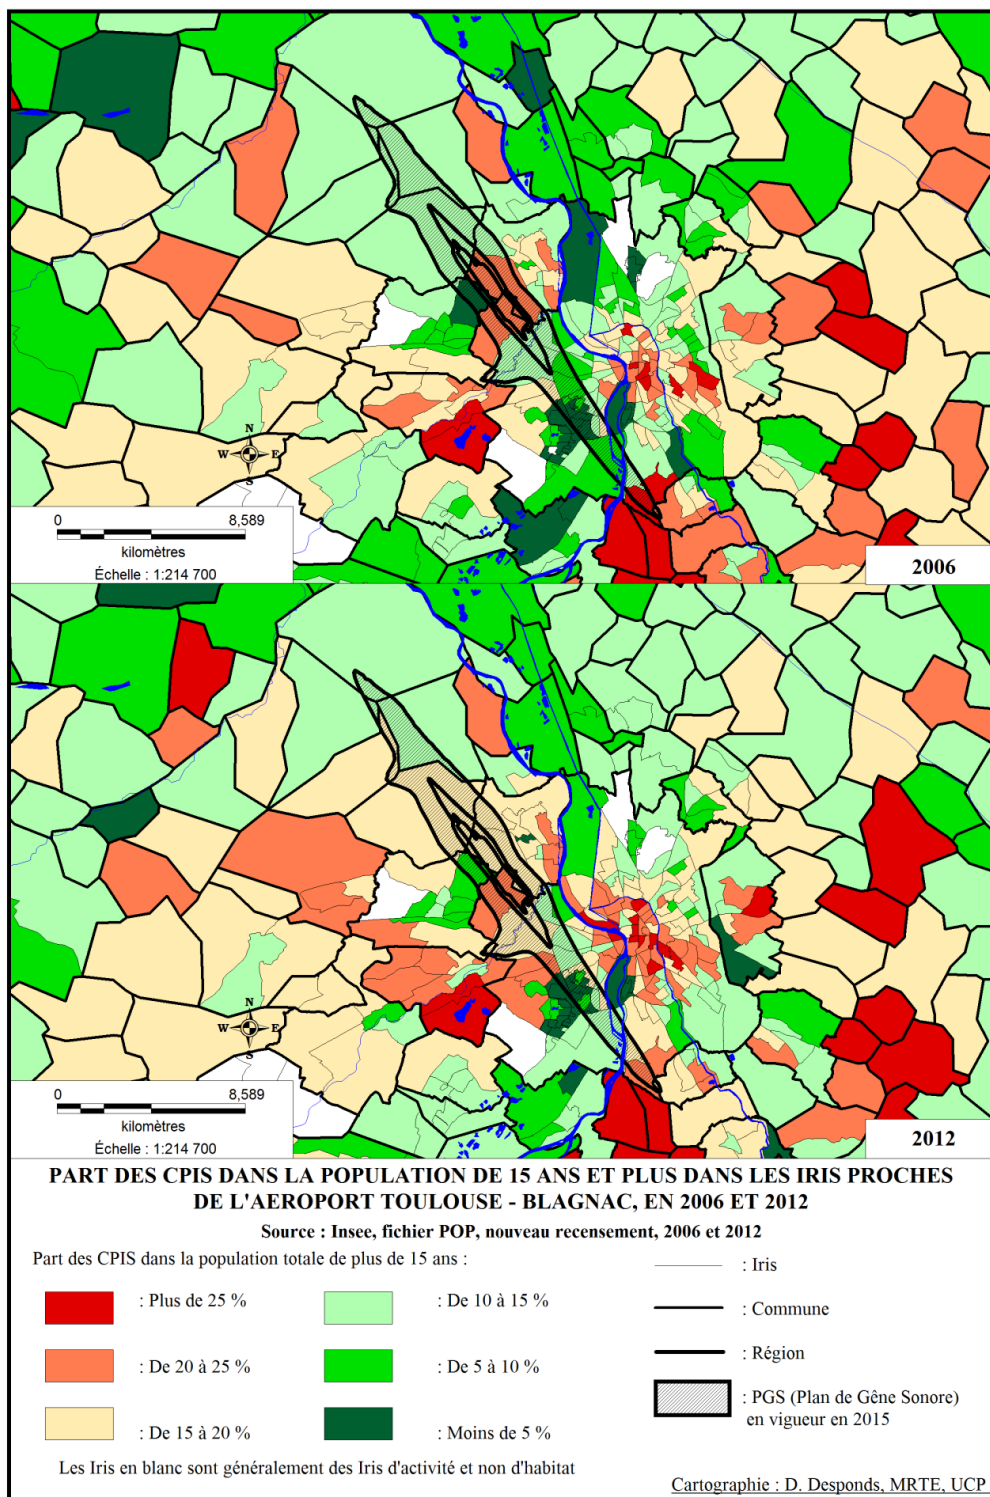 N
W E
S
0 8,589
kilomètres
Échelle : 1:214 700
2006
N
W E
S
0 8,589
kilomètres
Échelle : 1:214 700
2012
PART DES CPIS DANS LA POPULATION DE 15 ANS ET PLUS DANS LES IRIS PROCHES
DE L'AEROPORT TOULOUSE - BLAGNAC, EN 2006 ET 2012
Source : Insee, fichier POP, nouveau recensement, 2006 et 2012
Part des CPIS dans la population totale de plus de 15 ans :
: Plus de 25 %
: De 20 à 25 %
: De 15 à 20 %
: De 10 à 15 %
: De 5 à 10 %
: Moins de 5 %
: Iris
: Commune
: Région
: PGS (Plan de Gêne Sonore)
en vigueur en 2015
Les Iris en blanc sont généralement des Iris d'activité et non d'habitat
Cartographie : D. Desponds, MRTE, UCP